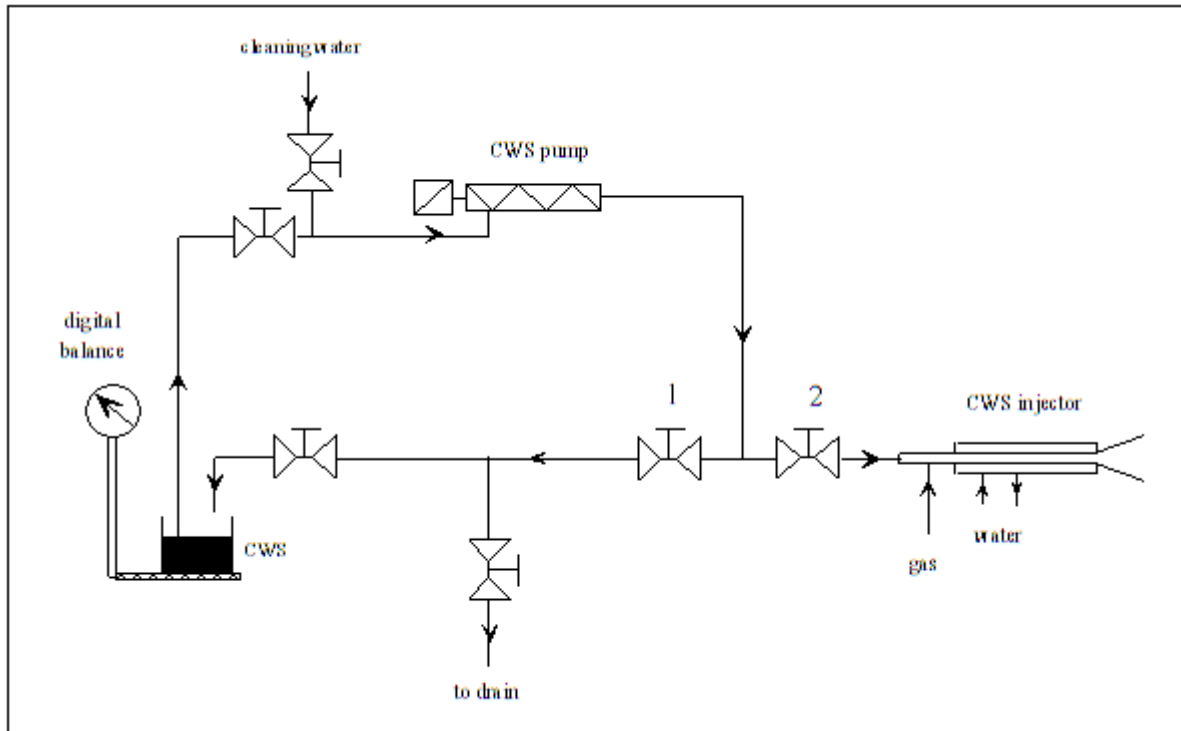 cleaning water
CWS pump
digital
balance
1
2
CWS injector
CWS
water
gas
to drain